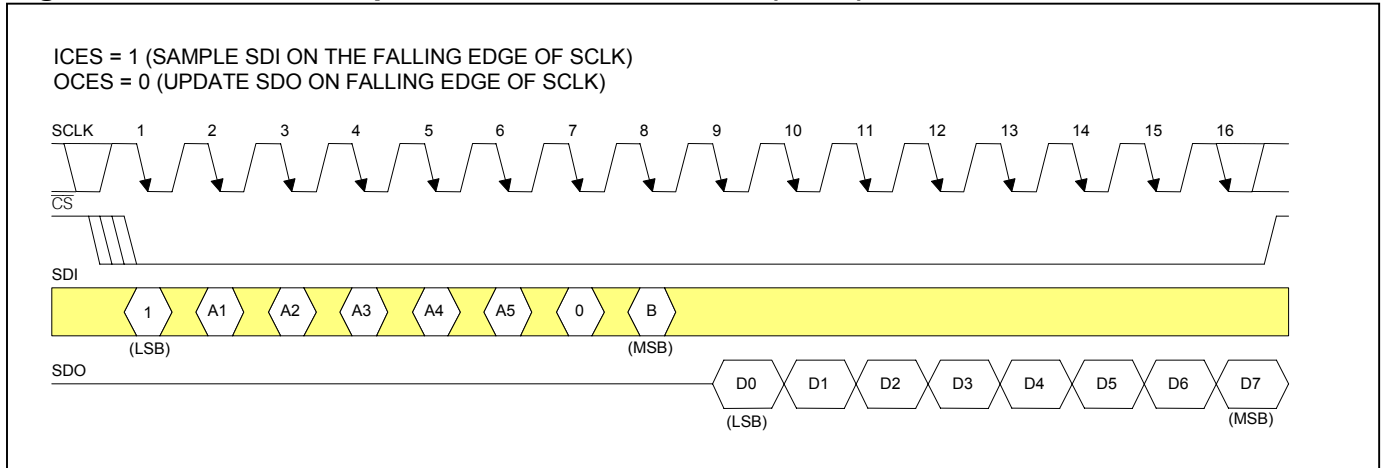 ICES = 1 (SAMPLE SDI ON THE FALLING EDGE OF SCLK)
OCES = 0 (UPDATE SDO ON FALLING EDGE OF SCLK)
SCLK 1 2 3 4 5 6 7 8 9 10 11 12 13 14 15 16
CS
SDI
1 A1 A2 A3 A4 A5 0 B
(LSB) (MSB)
SDO
D0 D1 D2 D3 D4 D5 D6 D7
(LSB) (MSB)